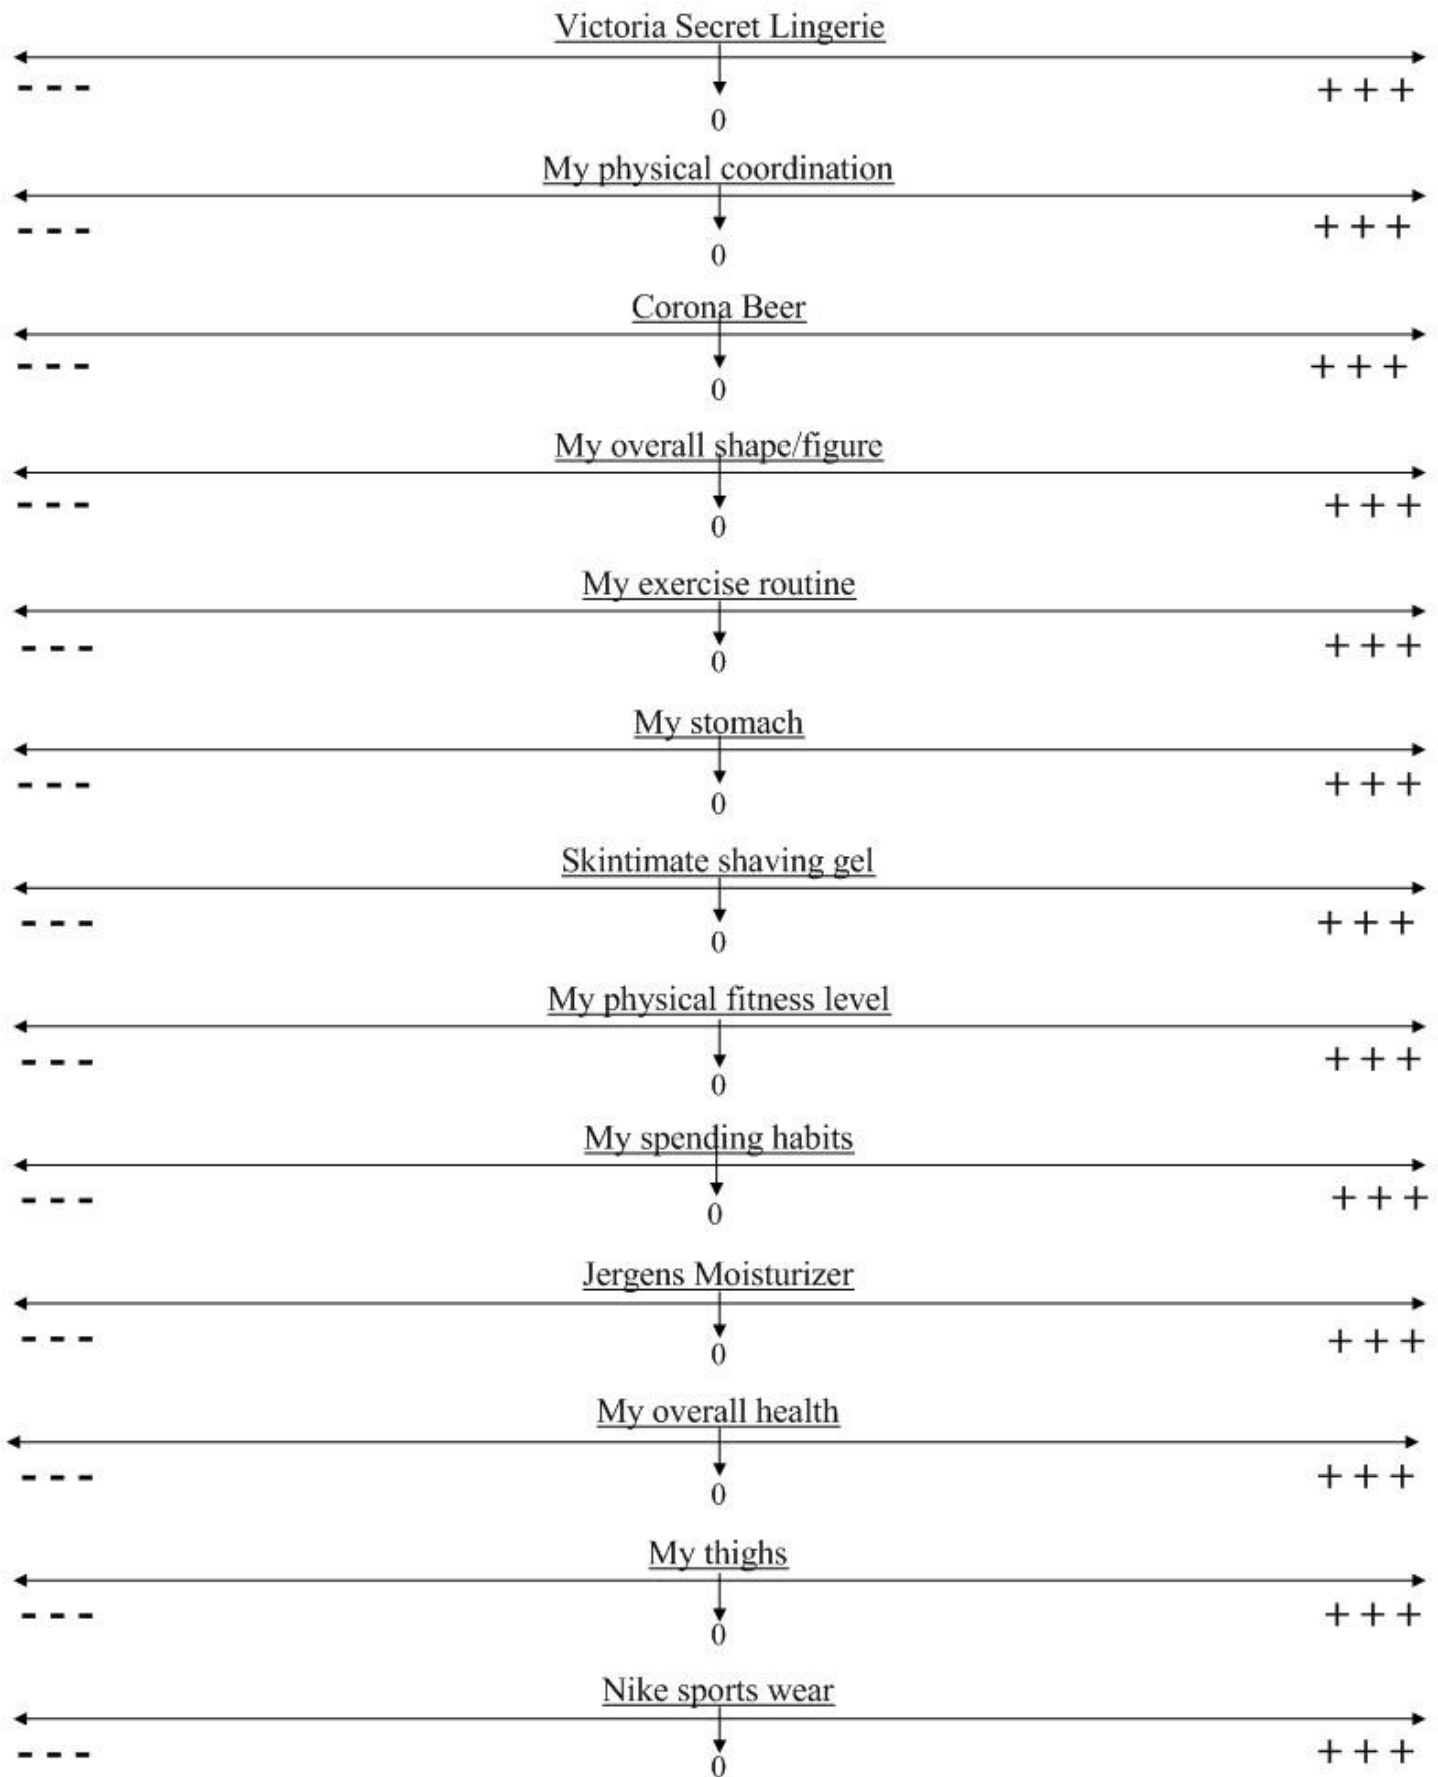 Victoria Secret Lingerie
- - - + + +
0
My physical coordination
- - - + + +
0
Corona Beer
- - - + + +
0
My overall shape/figure
- - - + + +
0
My exercise routine
- - - + + +
0
My stomach
- - - + + +
0
Skintimate shaving gel
- - - + + +
0
My physical fitness level
- - - + + +
0
My spending habits
- - - + + +
0
Jergens Moisturizer
- - - + + +
0
My overall health
- - - + + +
0
My thighs
- - - + + +
0
Nike sports wear
- - - + + +
0